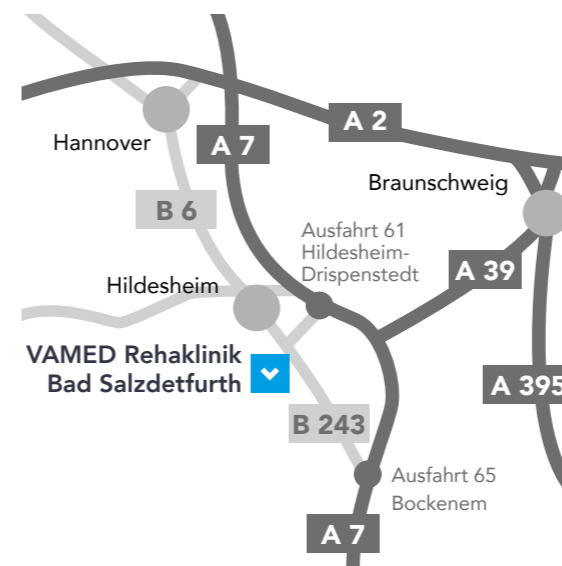 A 2
Hannover
A 7
Braunschweig
B 6
Ausfahrt 61
Hildesheim-
Drispenstedt
A 39
Hildesheim
VAMED Rehaklinik
Bad Salzdetfurth
A 395
B 243
Ausfahrt 65
Bockenem
A 7